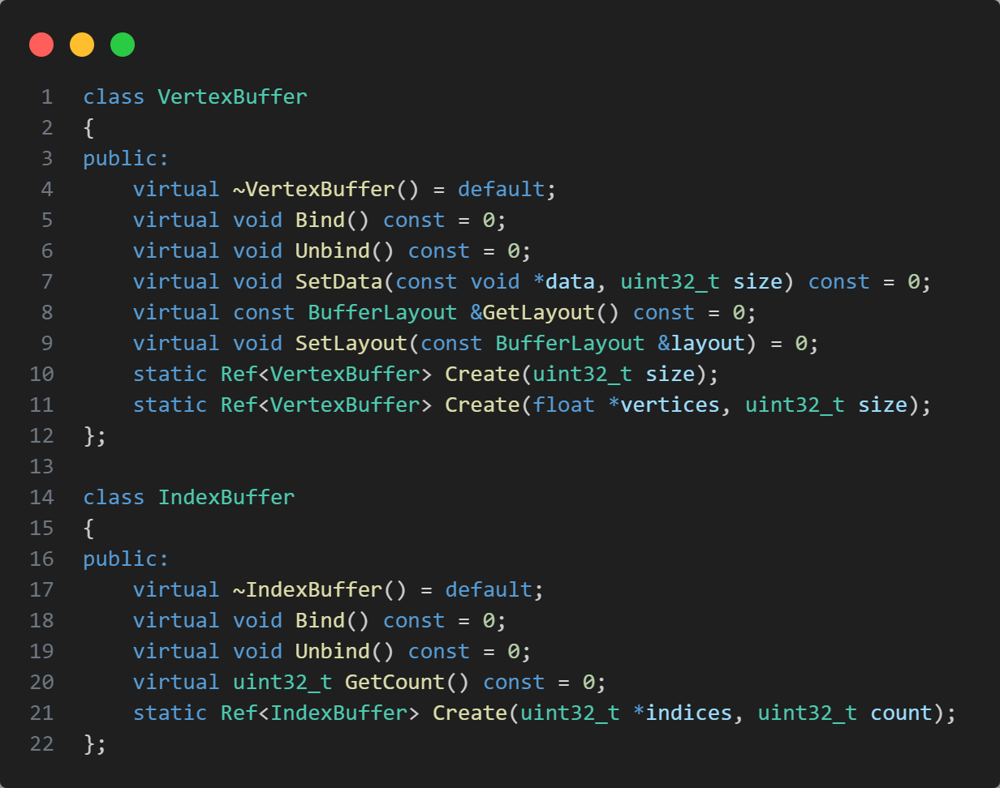 1 class VertexBuffer
2 {
3 public:
4     virtual ~VertexBuffer() = default;
5     virtual void Bind() const = 0;
6     virtual void Unbind() const = 0;
7     virtual void SetData(const void *data, uint32_t size) const = 0;
8     virtual const BufferLayout &GetLayout() const = 0;
9     virtual void SetLayout(const BufferLayout &layout) = 0;
10     static Ref<VertexBuffer> Create(uint32_t size);
11     static Ref<VertexBuffer> Create(float *vertices, uint32_t size);
12 };
13
14 class IndexBuffer
15 {
16 public:
17     virtual ~IndexBuffer() = default;
18     virtual void Bind() const = 0;
19     virtual void Unbind() const = 0;
20     virtual uint32_t GetCount() const = 0;
21     static Ref<IndexBuffer> Create(uint32_t *indices, uint32_t count);
22 };